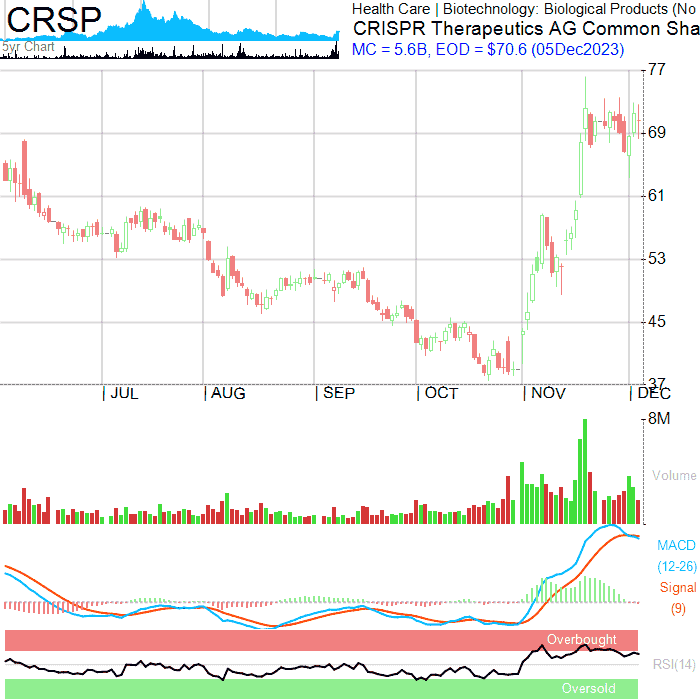 CRSP
5yr Chart
Health Care | Biotechnology: Biological Products (No
CRISPR Therapeutics AG Common Sha
MC = 5.6B, EOD = $70.6 (05Dec2023)
77
69
61
53
45
37
| JUL | AUG | SEP | OCT | NOV | DEC
8M
Volume
MACD
(12-26)
Signal
(9)
Overbought
RSI(14)
Oversold